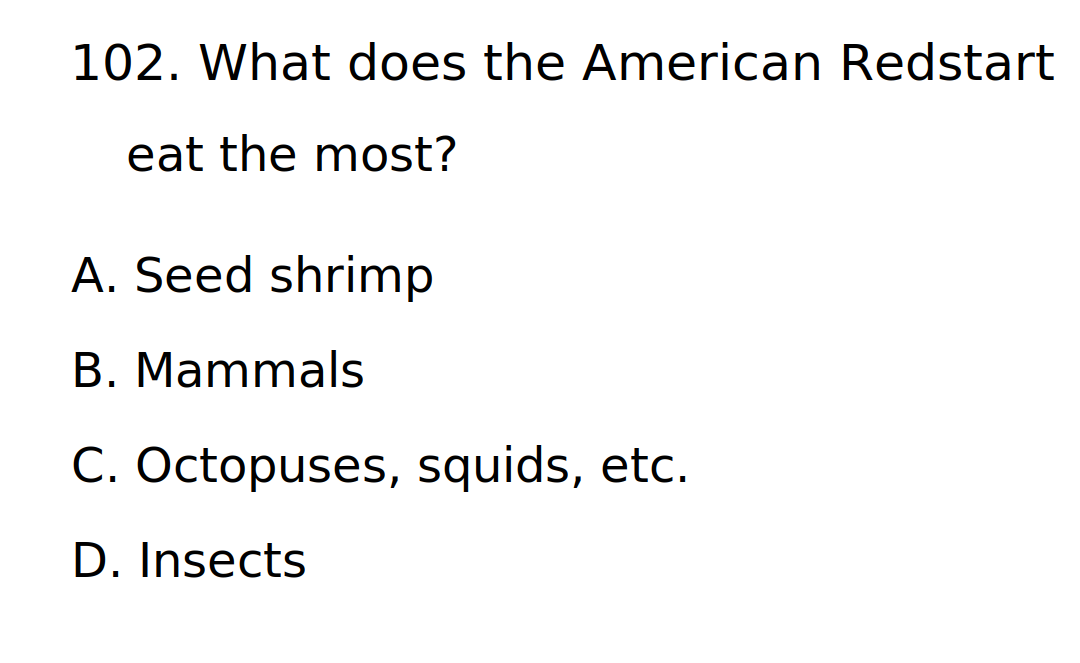 102. What does the American Redstart
eat the most?
A. Seed shrimp
B. Mammals
C. Octopuses, squids, etc.
D. Insects